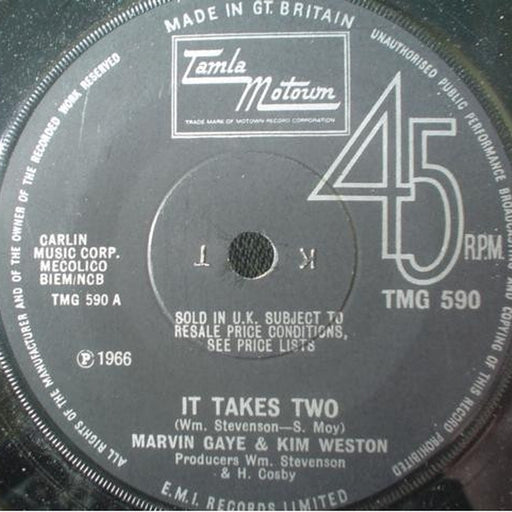 MADE IN GT. BRITAIN
UNAUTHORISED PUBLIC PERFORMANCE BROADCASTING AND COPYING OF THIS RECORD PROHIBITED
ALL RIGHTS OF THE MANUFACTURER AND OF THE OWNER OF THE RECORDED WORK RESERVED
Tamla
Motown
TRADE MARK OF MOTOWN RECORD CORPORATION
45
R.P.M.
TMG 590
CARLIN
MUSIC CORP.
MECOLICO
BIEM/NCB
TMG 590 A
K
T
SOLD IN U.K. SUBJECT TO
RESALE PRICE CONDITIONS,
SEE PRICE LISTS
℗ 1966
IT TAKES TWO
(Wm. Stevenson—S. Moy)
MARVIN GAYE & KIM WESTON
Producers Wm. Stevenson
& H. Cosby
E.M.I. RECORDS LIMITED